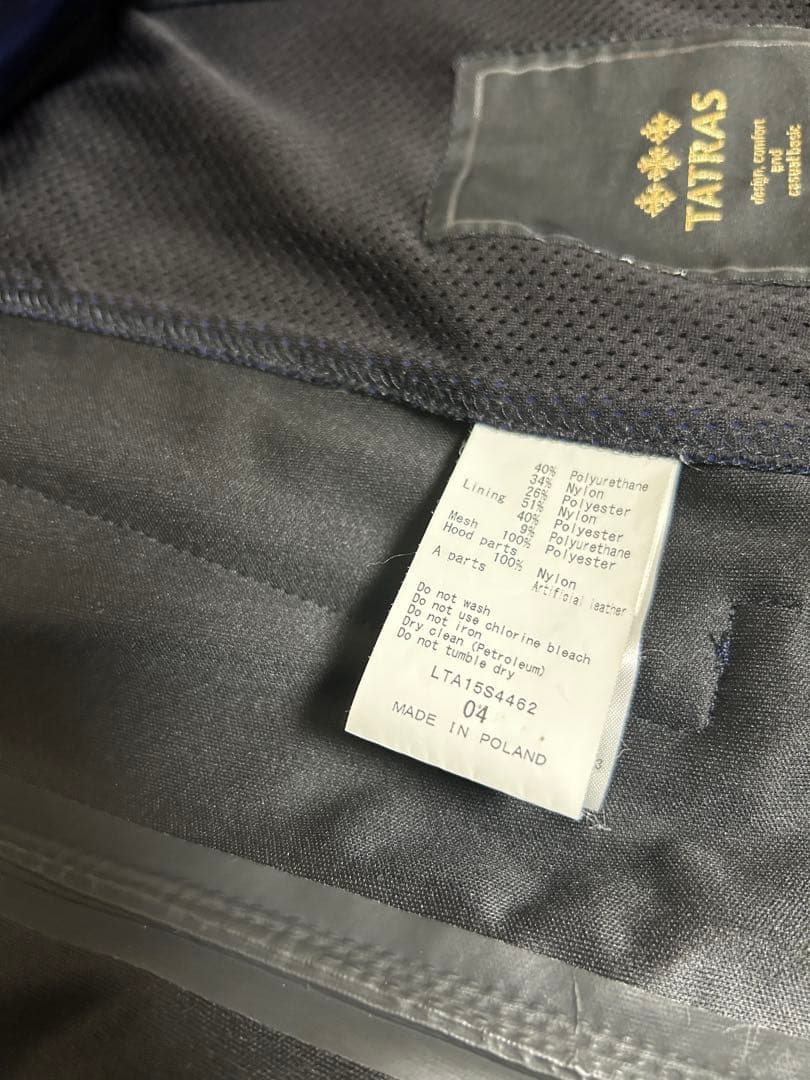 TATRAS
design, comfort
and
casual basic
40% Polyurethane
34% Nylon
26% Polyester
Lining 51% Nylon
40% Polyester
9% Polyurethane
Mesh 100% Polyester
Hood parts
100% Nylon
A parts Artificial leather
Do not wash
Do not use chlorine bleach
Do not iron
Dry clean (Petroleum)
Do not tumble dry
LTA15S4462
04
MADE IN POLAND
3